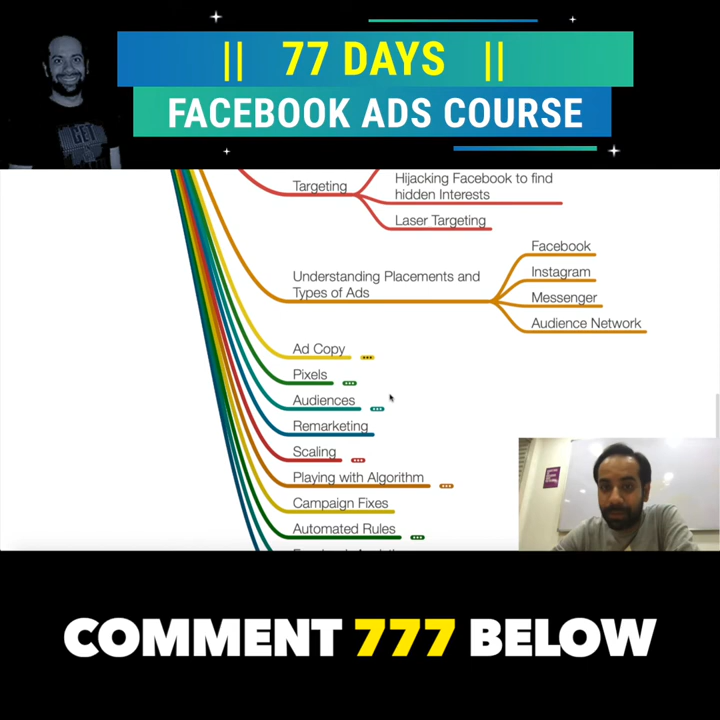 || 77 DAYS ||
FACEBOOK ADS COURSE
GET
Targeting
Hijacking Facebook to find
hidden Interests
Laser Targeting
Understanding Placements and
Types of Ads
Facebook
Instagram
Messenger
Audience Network
Ad Copy
Pixels
Audiences
Remarketing
Scaling
Playing with Algorithm
Campaign Fixes
Automated Rules
COMMENT 777 BELOW